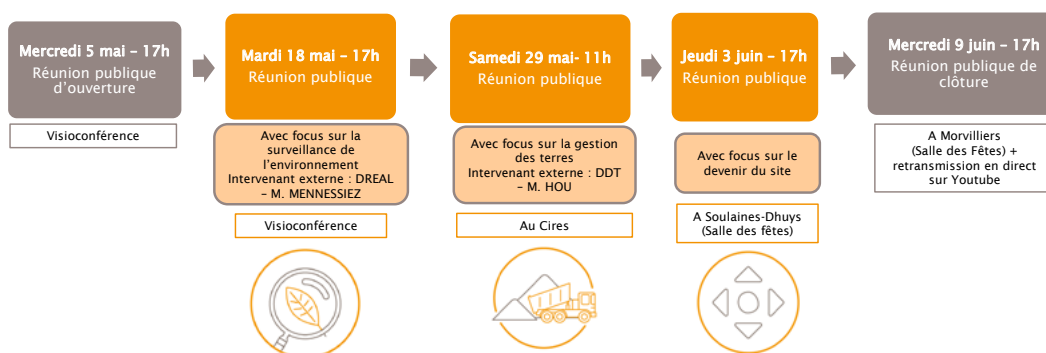 Mercredi 5 mai – 17h
Réunion publique
d'ouverture
Visioconférence
Mardi 18 mai – 17h
Réunion publique
Avec focus sur la
surveillance de
l'environnement
Intervenant externe : DREAL
– M. MENNESSIEZ
Visioconférence
Samedi 29 mai- 11h
Réunion publique
Avec focus sur la gestion
des terres
Intervenant externe : DDT
– M. HOU
Au Cires
Jeudi 3 juin – 17h
Réunion publique
Avec focus sur le
devenir du site
A Soulaines-Dhuys
(Salle des fêtes)
Mercredi 9 juin – 17h
Réunion publique de
clôture
A Morvilliers
(Salle des Fêtes) +
retransmission en direct
sur Youtube